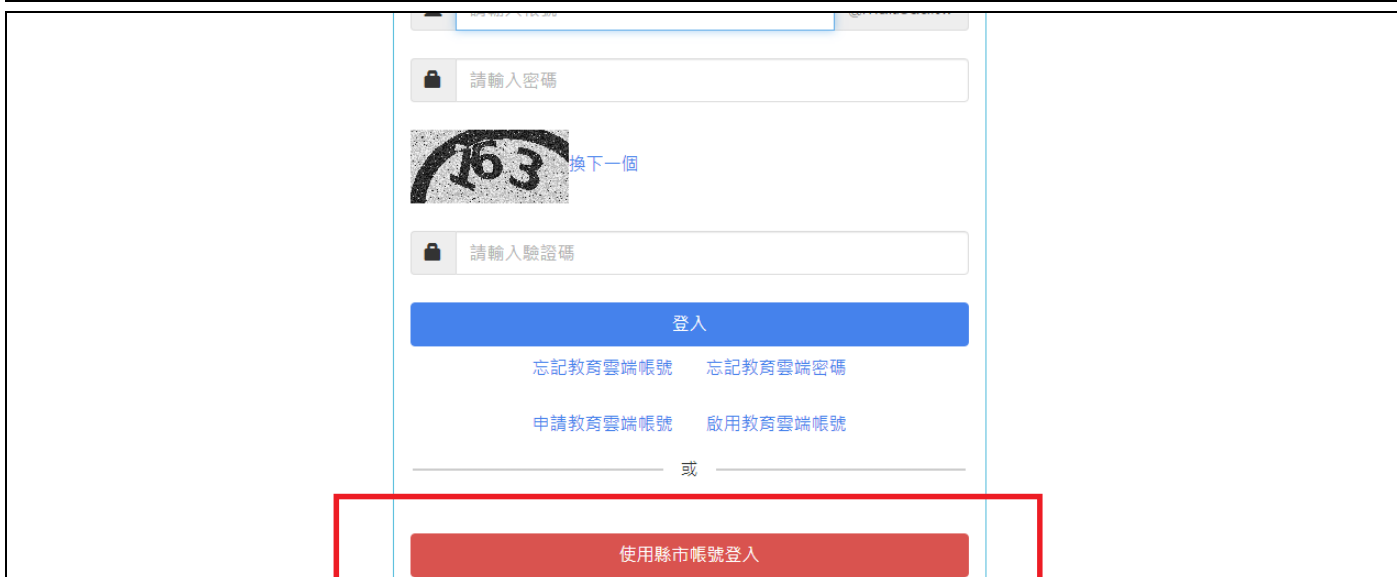 請輸入密碼
163
換下一個
請輸入驗證碼
登入
忘記教育雲端帳號 忘記教育雲端密碼
申請教育雲端帳號 啟用教育雲端帳號
或
使用縣市帳號登入